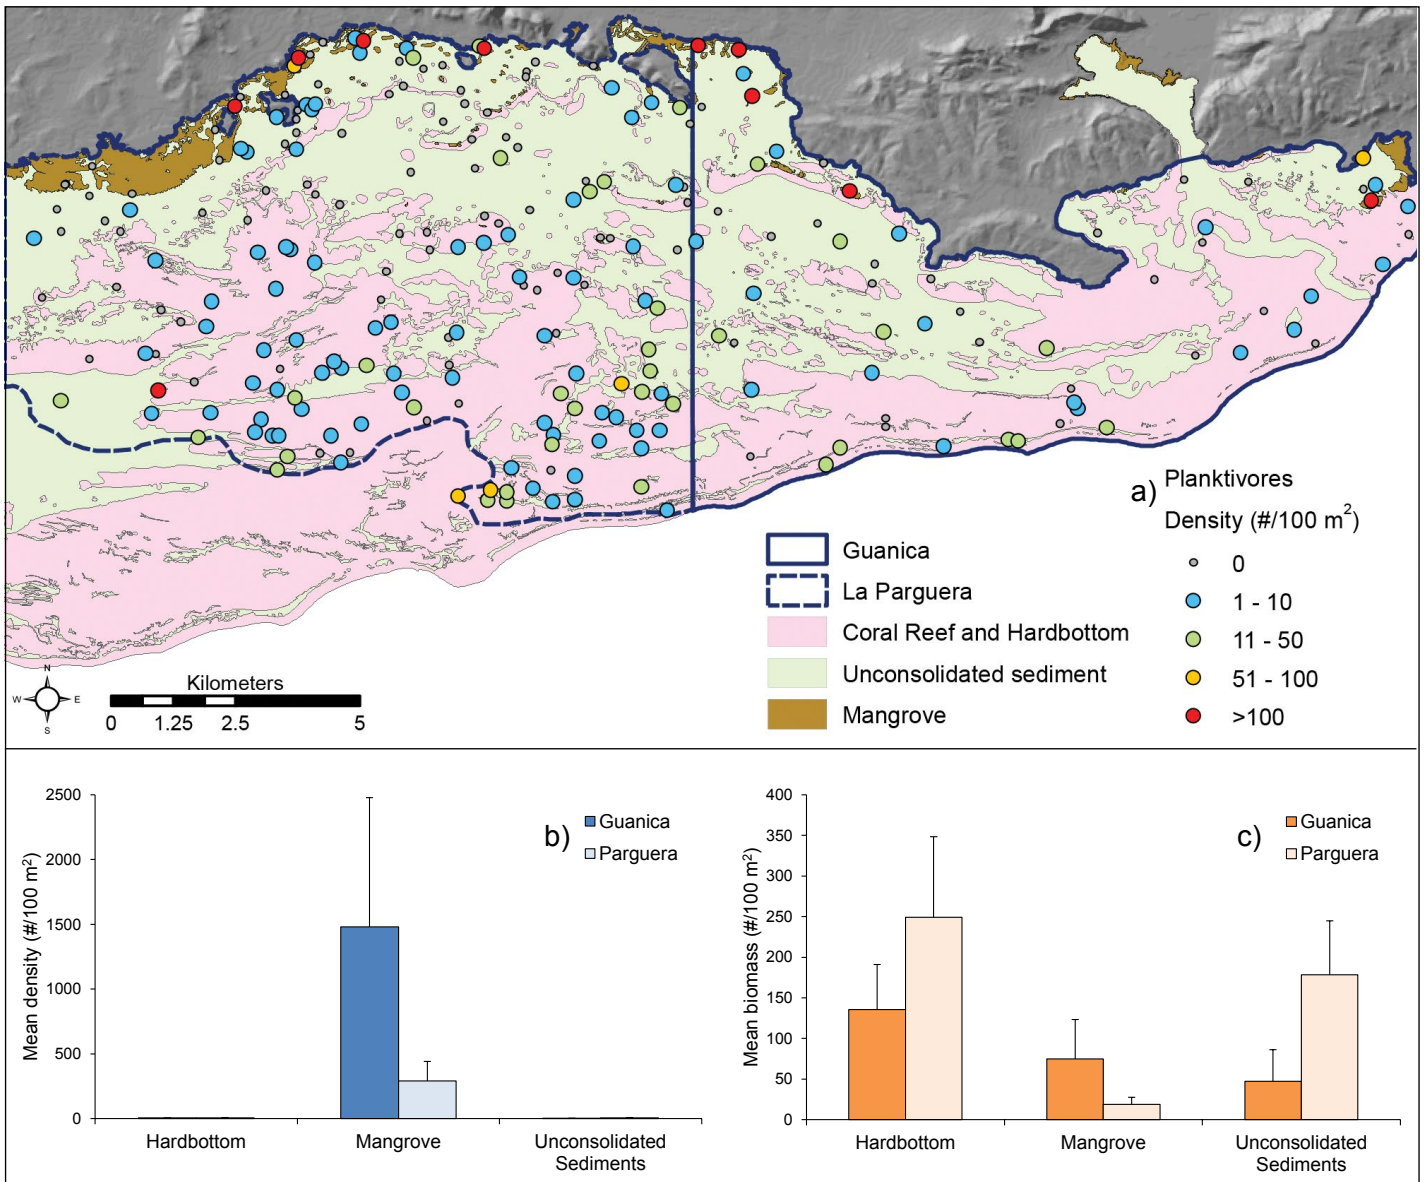 a) Planktivores
Density (#/100 m²)
0
1 - 10
11 - 50
51 - 100
>100
Guanica
La Parguera
Coral Reef and Hardbottom
Unconsolidated sediment
Mangrove
N
W E
S
Kilometers
0 1.25 2.5 5
b)
Guanica
Parguera
Mean density (#/100 m²)
2500
2000
1500
1000
500
0
Hardbottom Mangrove Unconsolidated
Sediments
c)
Guanica
Parguera
Mean biomass (#/100 m²)
400
350
300
250
200
150
100
50
0
Hardbottom Mangrove Unconsolidated
Sediments